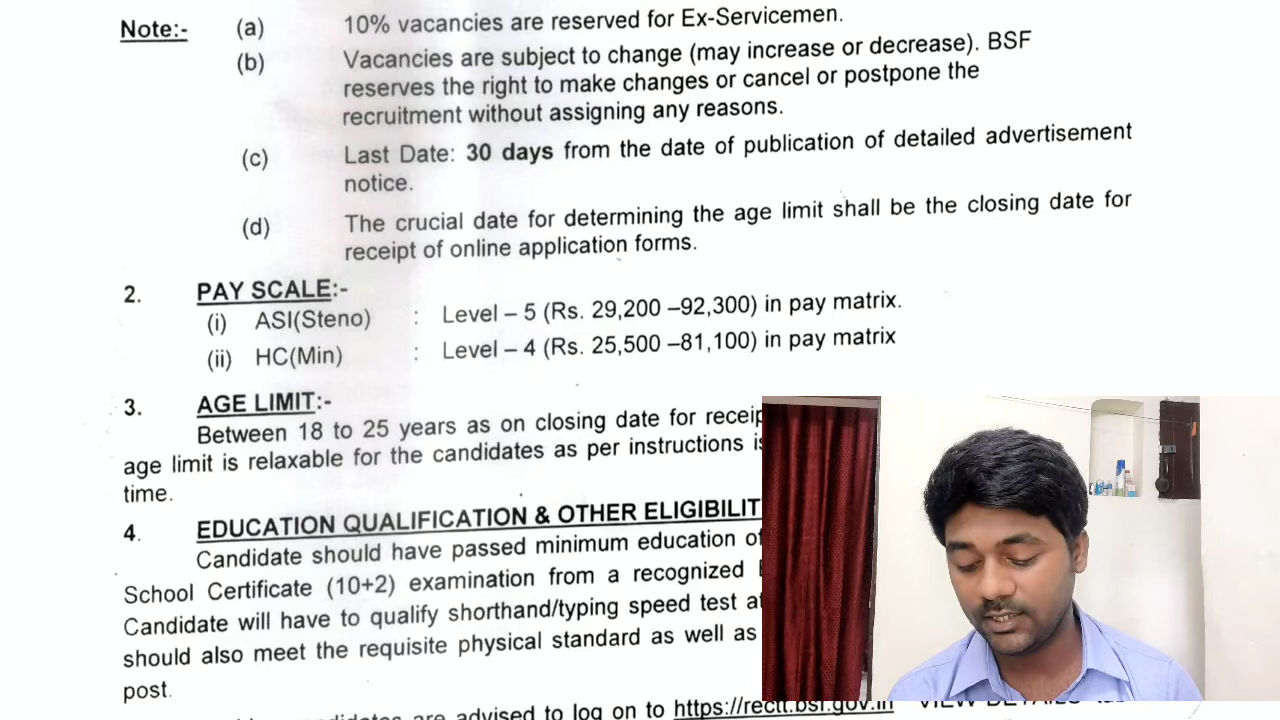 Note:- (a) 10% vacancies are reserved for Ex-Servicemen.
(b) Vacancies are subject to change (may increase or decrease). BSF
reserves the right to make changes or cancel or postpone the
recruitment without assigning any reasons.
(c) Last Date: 30 days from the date of publication of detailed advertisement
notice.
(d) The crucial date for determining the age limit shall be the closing date for
receipt of online application forms.
2. PAY SCALE:-
(i) ASI(Steno) : Level – 5 (Rs. 29,200 –92,300) in pay matrix.
(ii) HC(Min) : Level – 4 (Rs. 25,500 –81,100) in pay matrix
3. AGE LIMIT:-
Between 18 to 25 years as on closing date for receip
age limit is relaxable for the candidates as per instructions
time.
4. EDUCATION QUALIFICATION & OTHER ELIGIBILIT
Candidate should have passed minimum education of
School Certificate (10+2) examination from a recognized
Candidate will have to qualify shorthand/typing speed test at
should also meet the requisite physical standard as well as
post.
are advised to log on to https://rectt.bsf.gov.in